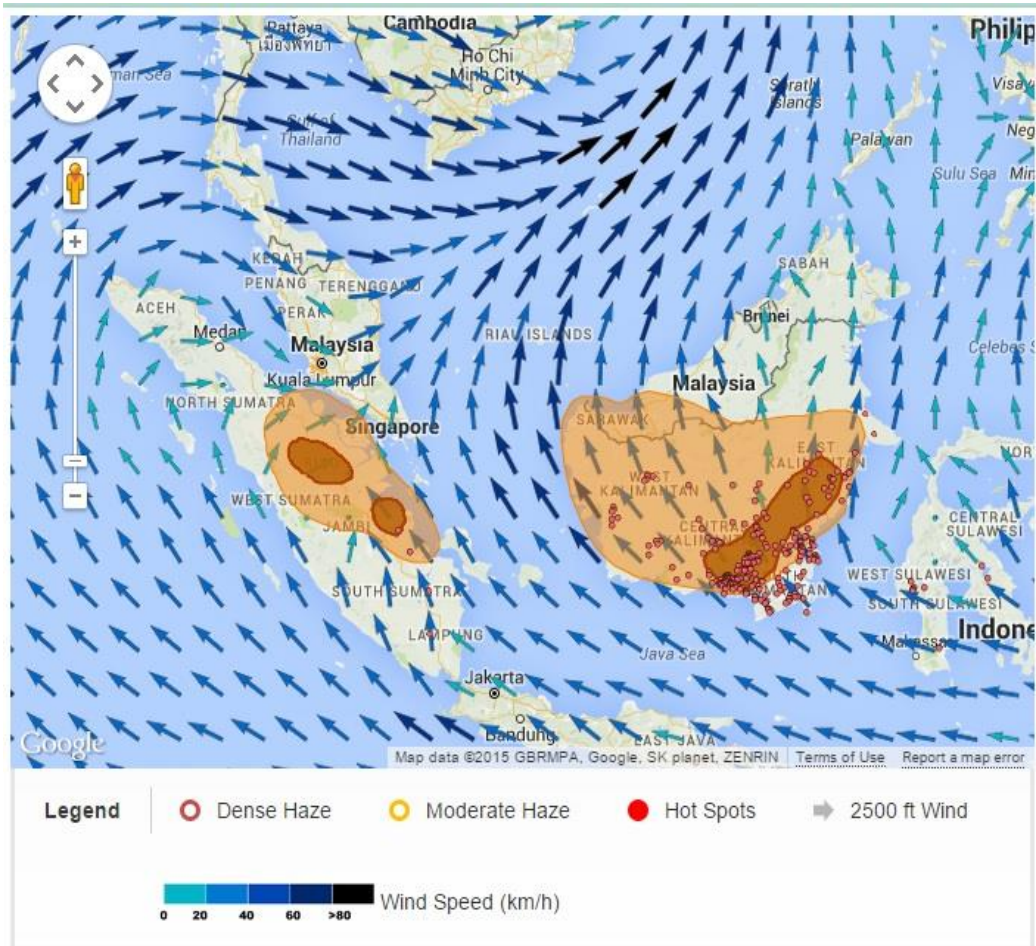 Pattaya
เมืองพัทยา
Cambodia
Philip
Ho Chi
Minh City
man Sea
Spratly
Islands
Visay
Gulf of
Thailand
Neg
Palawan
Sulu Sea
Min
KEDAH
PENANG
TERENGGANU
SABAH
ACEH
PERAK
Brunei
Medan
RIAU ISLANDS
Malaysia
Celebes S
Kuala Lumpur
Malaysia
NORTH SUMATRA
SARAWAK
Singapore
EAST
KALIMANTAN
NOR
WEST
KALIMANTAN
WEST SUMATRA
JAMBI
CENTRAL
KALIMANTAN
CENTRAL
SULAWESI
WEST SULAWESI
SOUTH SUMATRA
SOUTH SULAWESI
LAMPUNG
Makassar
Indone
Java Sea
Jakarta
Bandung
EAST JAVA
Google
Map data ©2015 GBRMPA, Google, SK planet, ZENRIN
Terms of Use
Report a map error
Legend
Dense Haze
Moderate Haze
Hot Spots
2500 ft Wind
0 20 40 60 >80
Wind Speed (km/h)